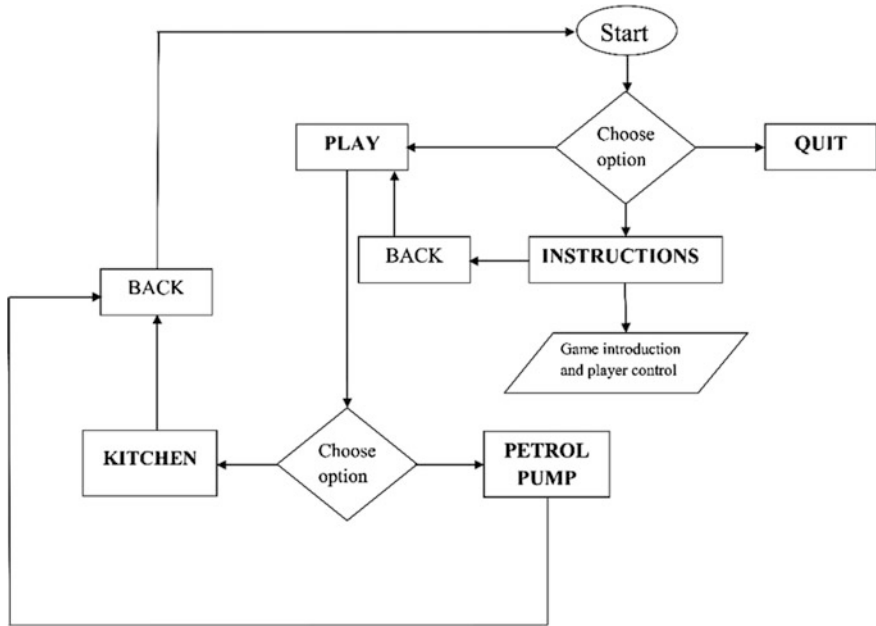 Start
Choose
option
PLAY
QUIT
BACK
INSTRUCTIONS
BACK
Game introduction
and player control
KITCHEN
Choose
option
PETROL
PUMP